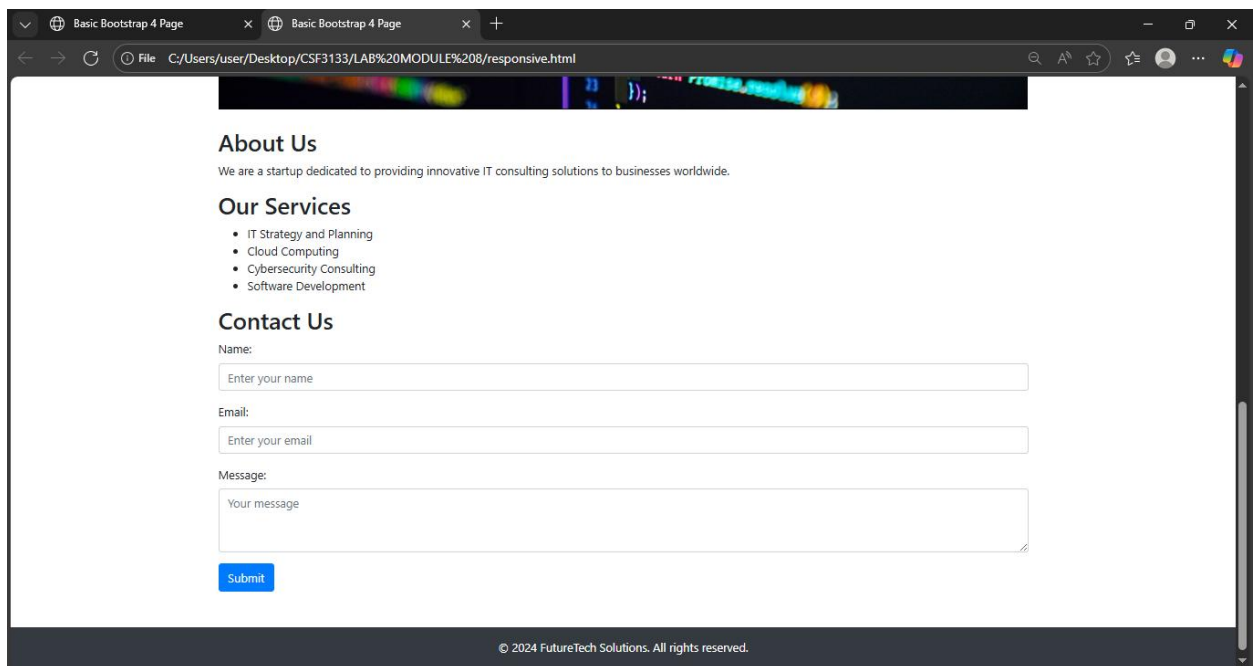 Basic Bootstrap 4 Page
Basic Bootstrap 4 Page
File C:/Users/user/Desktop/CSF3133/LAB%20MODULE%208/responsive.html
23
});
About Us
We are a startup dedicated to providing innovative IT consulting solutions to businesses worldwide.
Our Services
• IT Strategy and Planning
• Cloud Computing
• Cybersecurity Consulting
• Software Development
Contact Us
Name:
Enter your name
Email:
Enter your email
Message:
Your message
Submit
© 2024 FutureTech Solutions. All rights reserved.